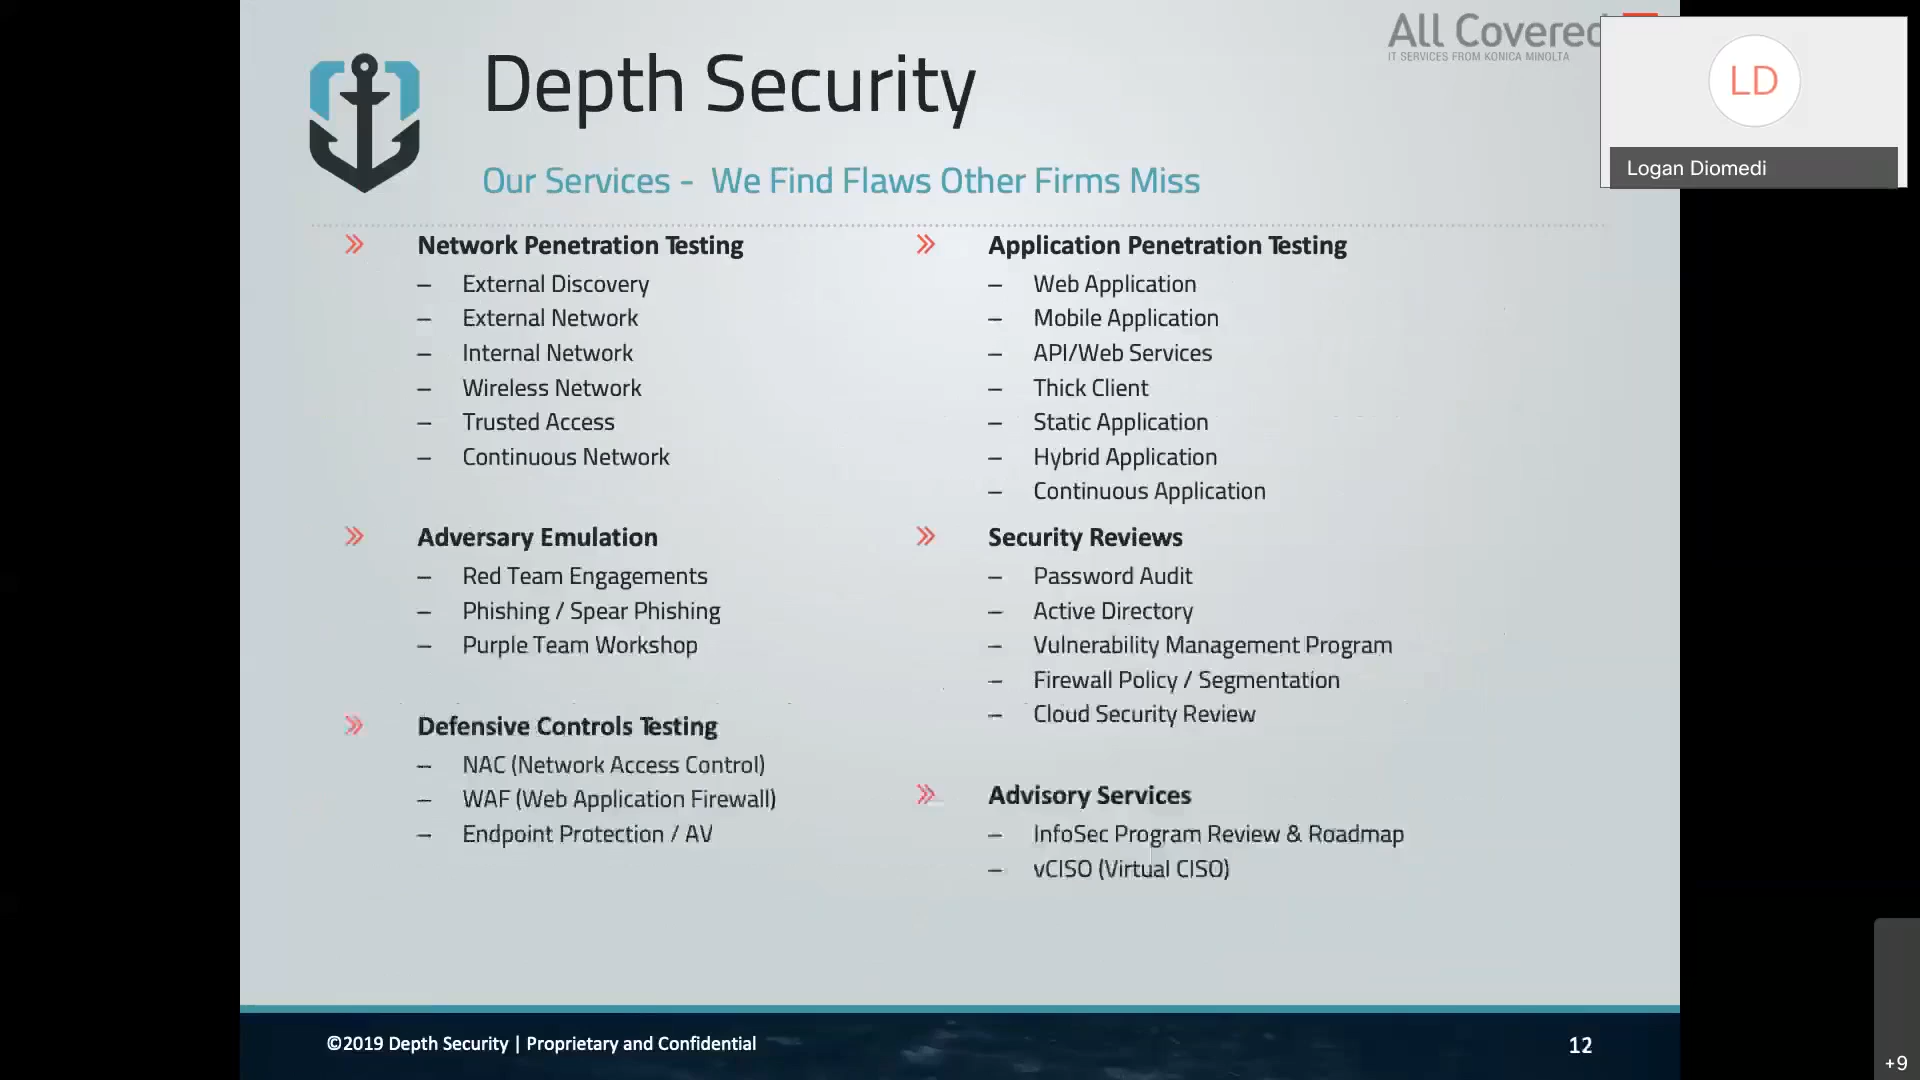 All Covered
IT SERVICES FROM KONICA MINOLTA
Depth Security
Our Services - We Find Flaws Other Firms Miss
LD
Logan Diomedi
» Network Penetration Testing
– External Discovery
– External Network
– Internal Network
– Wireless Network
– Trusted Access
– Continuous Network
» Adversary Emulation
– Red Team Engagements
– Phishing / Spear Phishing
– Purple Team Workshop
» Defensive Controls Testing
– NAC (Network Access Control)
– WAF (Web Application Firewall)
– Endpoint Protection / AV
» Application Penetration Testing
– Web Application
– Mobile Application
– API/Web Services
– Thick Client
– Static Application
– Hybrid Application
– Continuous Application
» Security Reviews
– Password Audit
– Active Directory
– Vulnerability Management Program
– Firewall Policy / Segmentation
– Cloud Security Review
» Advisory Services
– InfoSec Program Review & Roadmap
– vCISO (Virtual CISO)
©2019 Depth Security | Proprietary and Confidential
12
+9